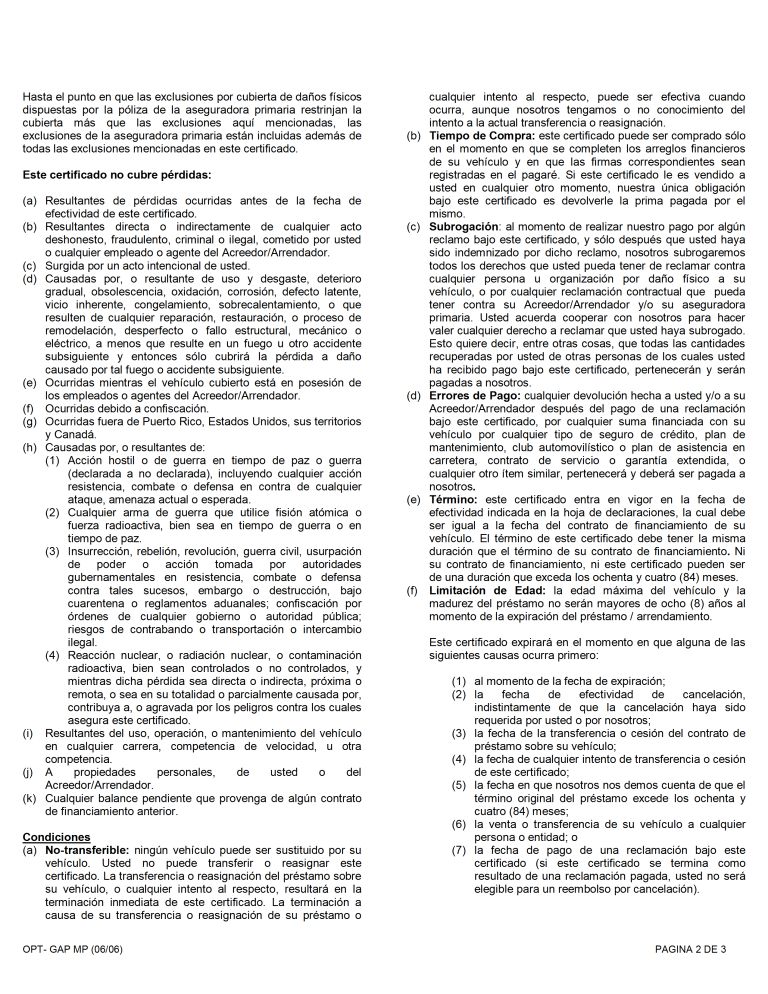 Hasta el punto en que las exclusiones por cubierta de daños físicos
dispuestas por la póliza de la aseguradora primaria restrinjan la
cubierta más que las exclusiones aquí mencionadas, las
exclusiones de la aseguradora primaria están incluidas además de
todas las exclusiones mencionadas en este certificado.
Este certificado no cubre pérdidas:
(a) Resultantes de pérdidas ocurridas antes de la fecha de
efectividad de este certificado.
(b) Resultantes directa o indirectamente de cualquier acto
deshonesto, fraudulento, criminal o ilegal, cometido por usted
o cualquier empleado o agente del Acreedor/Arrendador.
(c) Surgida por un acto intencional de usted.
(d) Causadas por, o resultante de uso y desgaste, deterioro
gradual, obsolescencia, oxidación, corrosión, defecto latente,
vicio inherente, congelamiento, sobrecalentamiento, o que
resulten de cualquier reparación, restauración, o proceso de
remodelación, desperfecto o fallo estructural, mecánico o
eléctrico, a menos que resulte en un fuego u otro accidente
subsiguiente y entonces sólo cubrirá la pérdida a daño
causado por tal fuego o accidente subsiguiente.
(e) Ocurridas mientras el vehículo cubierto está en posesión de
los empleados o agentes del Acreedor/Arrendador.
(f) Ocurridas debido a confiscación.
(g) Ocurridas fuera de Puerto Rico, Estados Unidos, sus territorios
y Canadá.
(h) Causadas por, o resultantes de:
(1) Acción hostil o de guerra en tiempo de paz o guerra
(declarada a no declarada), incluyendo cualquier acción
resistencia, combate o defensa en contra de cualquier
ataque, amenaza actual o esperada.
(2) Cualquier arma de guerra que utilice fisión atómica o
fuerza radioactiva, bien sea en tiempo de guerra o en
tiempo de paz.
(3) Insurrección, rebelión, revolución, guerra civil, usurpación
de poder o acción tomada por autoridades
gubernamentales en resistencia, combate o defensa
contra tales sucesos, embargo o destrucción, bajo
cuarentena o reglamentos aduanales; confiscación por
órdenes de cualquier gobierno o autoridad pública;
riesgos de contrabando o transportación o intercambio
ilegal.
(4) Reacción nuclear, o radiación nuclear, o contaminación
radioactiva, bien sean controlados o no controlados, y
mientras dicha pérdida sea directa o indirecta, próxima o
remota, o sea en su totalidad o parcialmente causada por,
contribuya a, o agravada por los peligros contra los cuales
asegura este certificado.
(i) Resultantes del uso, operación, o mantenimiento del vehículo
en cualquier carrera, competencia de velocidad, u otra
competencia.
(j) A propiedades personales, de usted o del
Acreedor/Arrendador.
(k) Cualquier balance pendiente que provenga de algún contrato
de financiamiento anterior.
Condiciones
(a) No-transferible: ningún vehículo puede ser sustituido por su
vehículo. Usted no puede transferir o reasignar este
certificado. La transferencia o reasignación del préstamo sobre
su vehículo, o cualquier intento al respecto, resultará en la
terminación inmediata de este certificado. La terminación a
causa de su transferencia o reasignación de su préstamo o
cualquier intento al respecto, puede ser efectiva cuando
ocurra, aunque nosotros tengamos o no conocimiento del
intento a la actual transferencia o reasignación.
(b) Tiempo de Compra: este certificado puede ser comprado sólo
en el momento en que se completen los arreglos financieros
de su vehículo y en que las firmas correspondientes sean
registradas en el pagaré. Si este certificado le es vendido a
usted en cualquier otro momento, nuestra única obligación
bajo este certificado es devolverle la prima pagada por el
mismo.
(c) Subrogación: al momento de realizar nuestro pago por algún
reclamo bajo este certificado, y sólo después que usted haya
sido indemnizado por dicho reclamo, nosotros subrogaremos
todos los derechos que usted pueda tener de reclamar contra
cualquier persona u organización por daño físico a su
vehículo, o por cualquier reclamación contractual que pueda
tener contra su Acreedor/Arrendador y/o su aseguradora
primaria. Usted acuerda cooperar con nosotros para hacer
valer cualquier derecho a reclamar que usted haya subrogado.
Esto quiere decir, entre otras cosas, que todas las cantidades
recuperadas por usted de otras personas de los cuales usted
ha recibido pago bajo este certificado, pertenecerán y serán
pagadas a nosotros.
(d) Errores de Pago: cualquier devolución hecha a usted y/o a su
Acreedor/Arrendador después del pago de una reclamación
bajo este certificado, por cualquier suma financiada con su
vehículo por cualquier tipo de seguro de crédito, plan de
mantenimiento, club automovilístico o plan de asistencia en
carretera, contrato de servicio o garantía extendida, o
cualquier otro ítem similar, pertenecerá y deberá ser pagada a
nosotros.
(e) Término: este certificado entra en vigor en la fecha de
efectividad indicada en la hoja de declaraciones, la cual debe
ser igual a la fecha del contrato de financiamiento de su
vehículo. El término de este certificado debe tener la misma
duración que el término de su contrato de financiamiento. Ni
su contrato de financiamiento, ni este certificado pueden ser
de una duración que exceda los ochenta y cuatro (84) meses.
(f) Limitación de Edad: la edad máxima del vehículo y la
madurez del préstamo no serán mayores de ocho (8) años al
momento de la expiración del préstamo / arrendamiento.
Este certificado expirará en el momento en que alguna de las
siguientes causas ocurra primero:
(1) al momento de la fecha de expiración;
(2) la fecha de efectividad de cancelación,
indistintamente de que la cancelación haya sido
requerida por usted o por nosotros;
(3) la fecha de la transferencia o cesión del contrato de
préstamo sobre su vehículo;
(4) la fecha de cualquier intento de transferencia o cesión
de este certificado;
(5) la fecha en que nosotros nos demos cuenta de que el
término original del préstamo excede los ochenta y
cuatro (84) meses;
(6) la venta o transferencia de su vehículo a cualquier
persona o entidad; o
(7) la fecha de pago de una reclamación bajo este
certificado (si este certificado se termina como
resultado de una reclamación pagada, usted no será
elegible para un reembolso por cancelación).
OPT- GAP MP (06/06)
PAGINA 2 DE 3